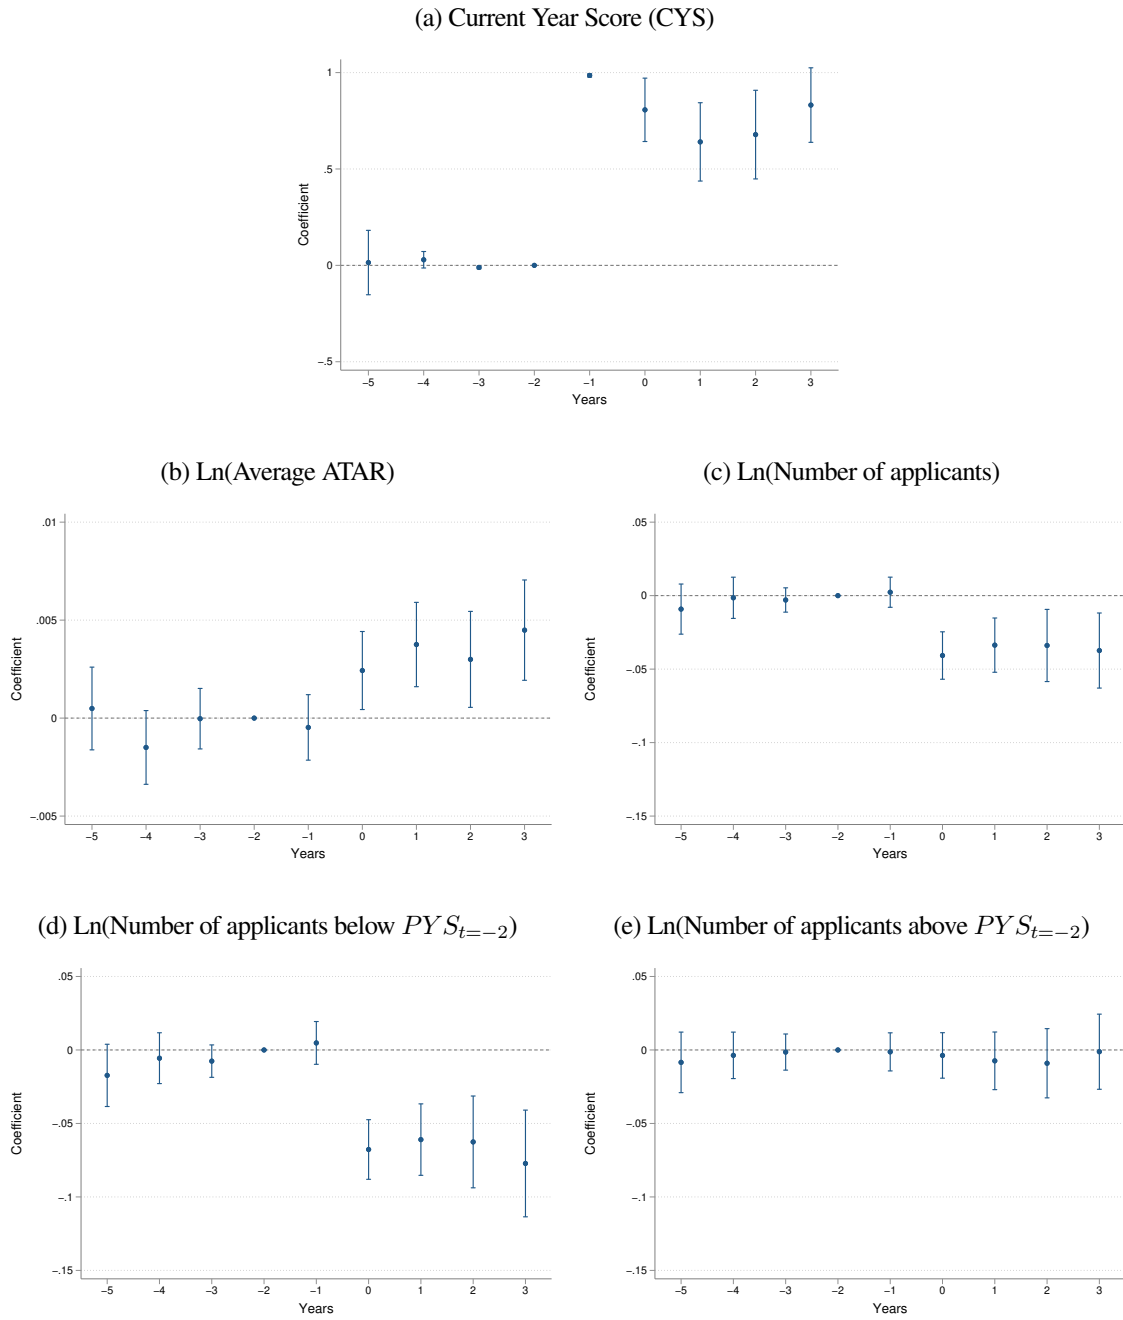 (a) Current Year Score (CYS)
1
.5
0
−.5
Coefficient
−5 −4 −3 −2 −1 0 1 2 3
Years
(b) Ln(Average ATAR)
.01
.005
0
−.005
Coefficient
−5 −4 −3 −2 −1 0 1 2 3
Years
(c) Ln(Number of applicants)
.05
0
−.05
−.1
−.15
Coefficient
−5 −4 −3 −2 −1 0 1 2 3
Years
(d) Ln(Number of applicants below PYS_{t=−2})
.05
0
−.05
−.1
−.15
Coefficient
−5 −4 −3 −2 −1 0 1 2 3
Years
(e) Ln(Number of applicants above PYS_{t=−2})
.05
0
−.05
−.1
−.15
Coefficient
−5 −4 −3 −2 −1 0 1 2 3
Years